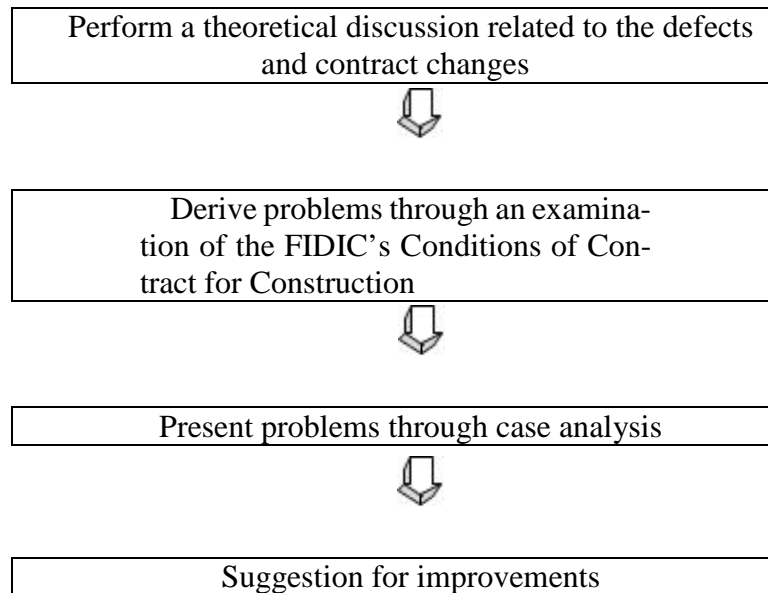 Perform a theoretical discussion related to the defects
and contract changes
Derive problems through an examina-
tion of the FIDIC’s Conditions of Con-
tract for Construction
Present problems through case analysis
Suggestion for improvements